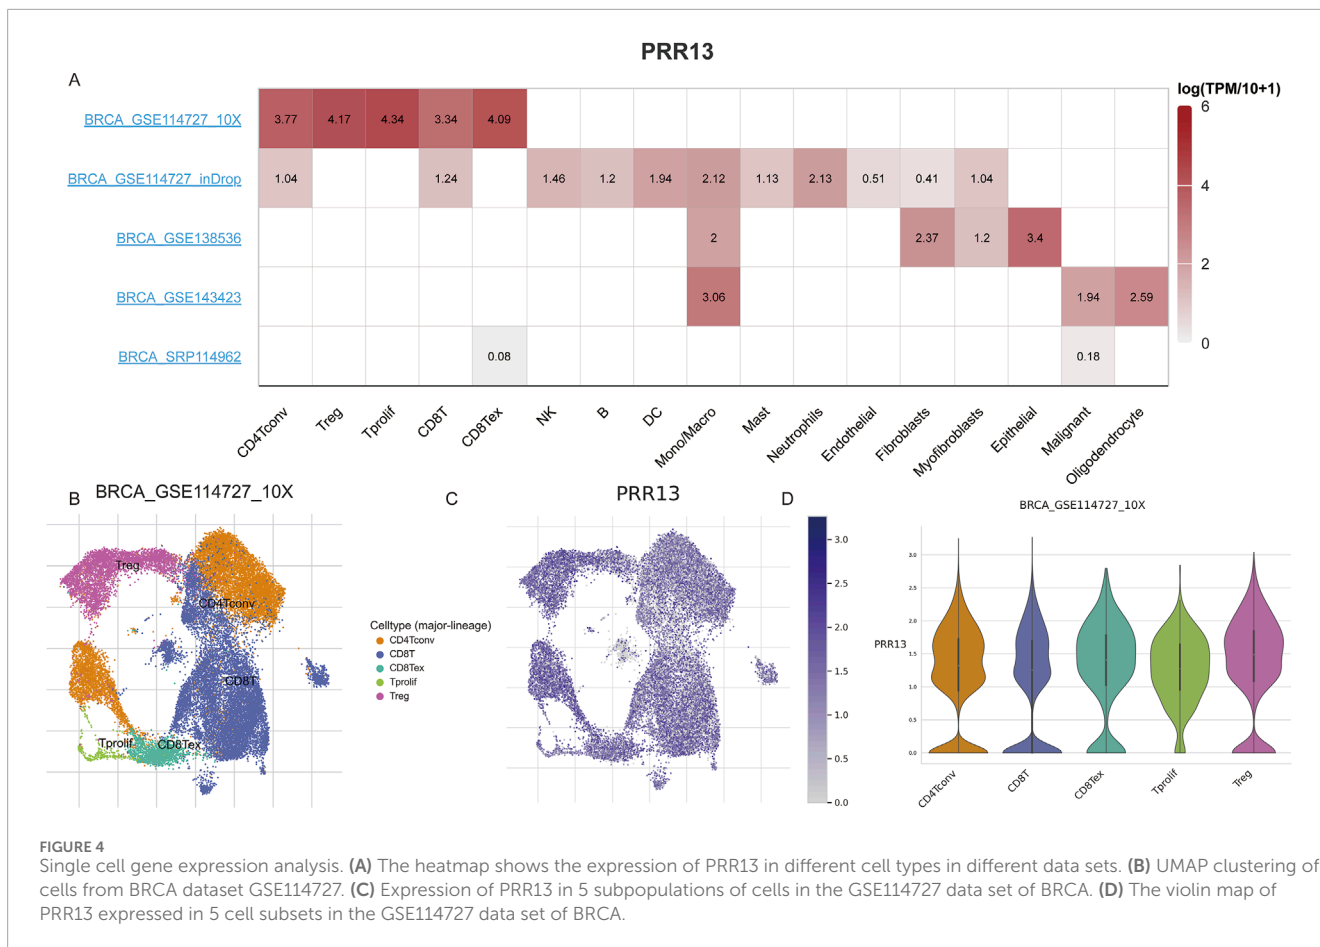 PRR13
A
log(TPM/10+1)
6
4
2
0
BRCA_GSE114727_10X
3.77 4.17 4.34 3.34 4.09
BRCA_GSE114727_inDrop
1.04 1.24 1.46 1.2 1.94 2.12 1.13 2.13 0.51 0.41 1.04
BRCA_GSE138536
2 2.37 1.2 3.4
BRCA_GSE143423
3.06 1.94 2.59
BRCA_SRP114962
0.08 0.18
CD4Tconv
Treg
Tprolif
CD8T
CD8Tex
NK
B
DC
Mono/Macro
Mast
Neutrophils
Endothelial
Fibroblasts
Myofibroblasts
Epithelial
Malignant
Oligodendrocyte
B
BRCA_GSE114727_10X
Treg
CD4Tconv
CD8T
Tprolif
CD8Tex
Celltype (major-lineage)
CD4Tconv
CD8T
CD8Tex
Tprolif
Treg
C
PRR13
3.0
2.5
2.0
1.5
1.0
0.5
0.0
D
BRCA_GSE114727_10X
PRR13
3.0
2.5
2.0
1.5
1.0
0.5
0.0
CD4Tconv
CD8T
CD8Tex
Tprolif
Treg
FIGURE 4
Single cell gene expression analysis. (A) The heatmap shows the expression of PRR13 in different cell types in different data sets. (B) UMAP clustering of
cells from BRCA dataset GSE114727. (C) Expression of PRR13 in 5 subpopulations of cells in the GSE114727 data set of BRCA. (D) The violin map of
PRR13 expressed in 5 cell subsets in the GSE114727 data set of BRCA.